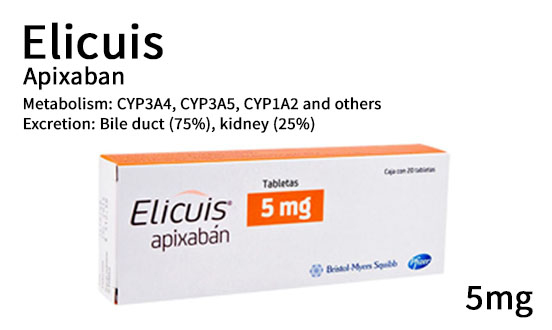 Elicuis
Apixaban
Metabolism: CYP3A4, CYP3A5, CYP1A2 and others
Excretion: Bile duct (75%), kidney (25%)
Tabletas
Caja con 20 tabletas
Elicuis®
5 mg
apixabán
Bristol-Myers Squibb
Pfizer
5mg